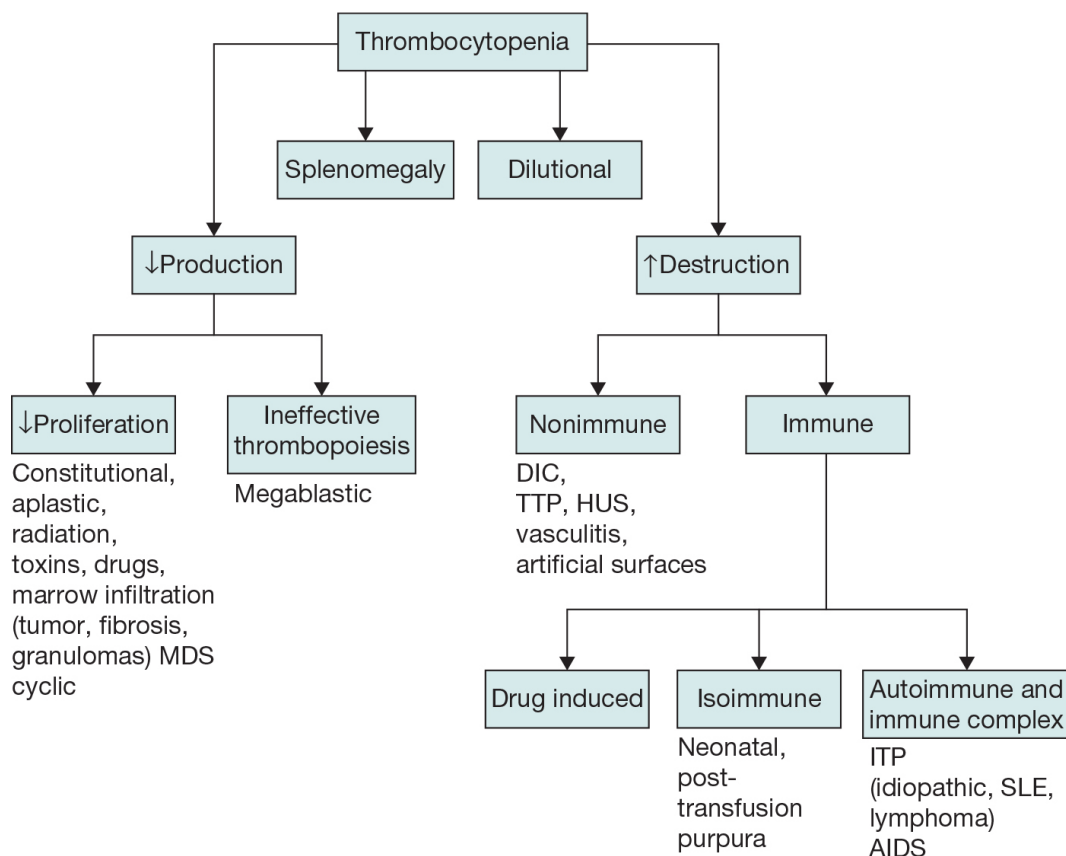 Thrombocytopenia
Splenomegaly
Dilutional
↓Production
↑Destruction
↓Proliferation
Constitutional,
aplastic,
radiation,
toxins, drugs,
marrow infiltration
(tumor, fibrosis,
granulomas) MDS
cyclic
Ineffective
thrombopoiesis
Megablastic
Nonimmune
DIC,
TTP, HUS,
vasculitis,
artificial surfaces
Immune
Drug induced
Isoimmune
Neonatal,
post-
transfusion
purpura
Autoimmune and
immune complex
ITP
(idiopathic, SLE,
lymphoma)
AIDS